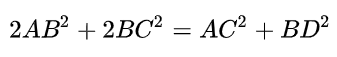 2AB² + 2BC² = AC² + BD²